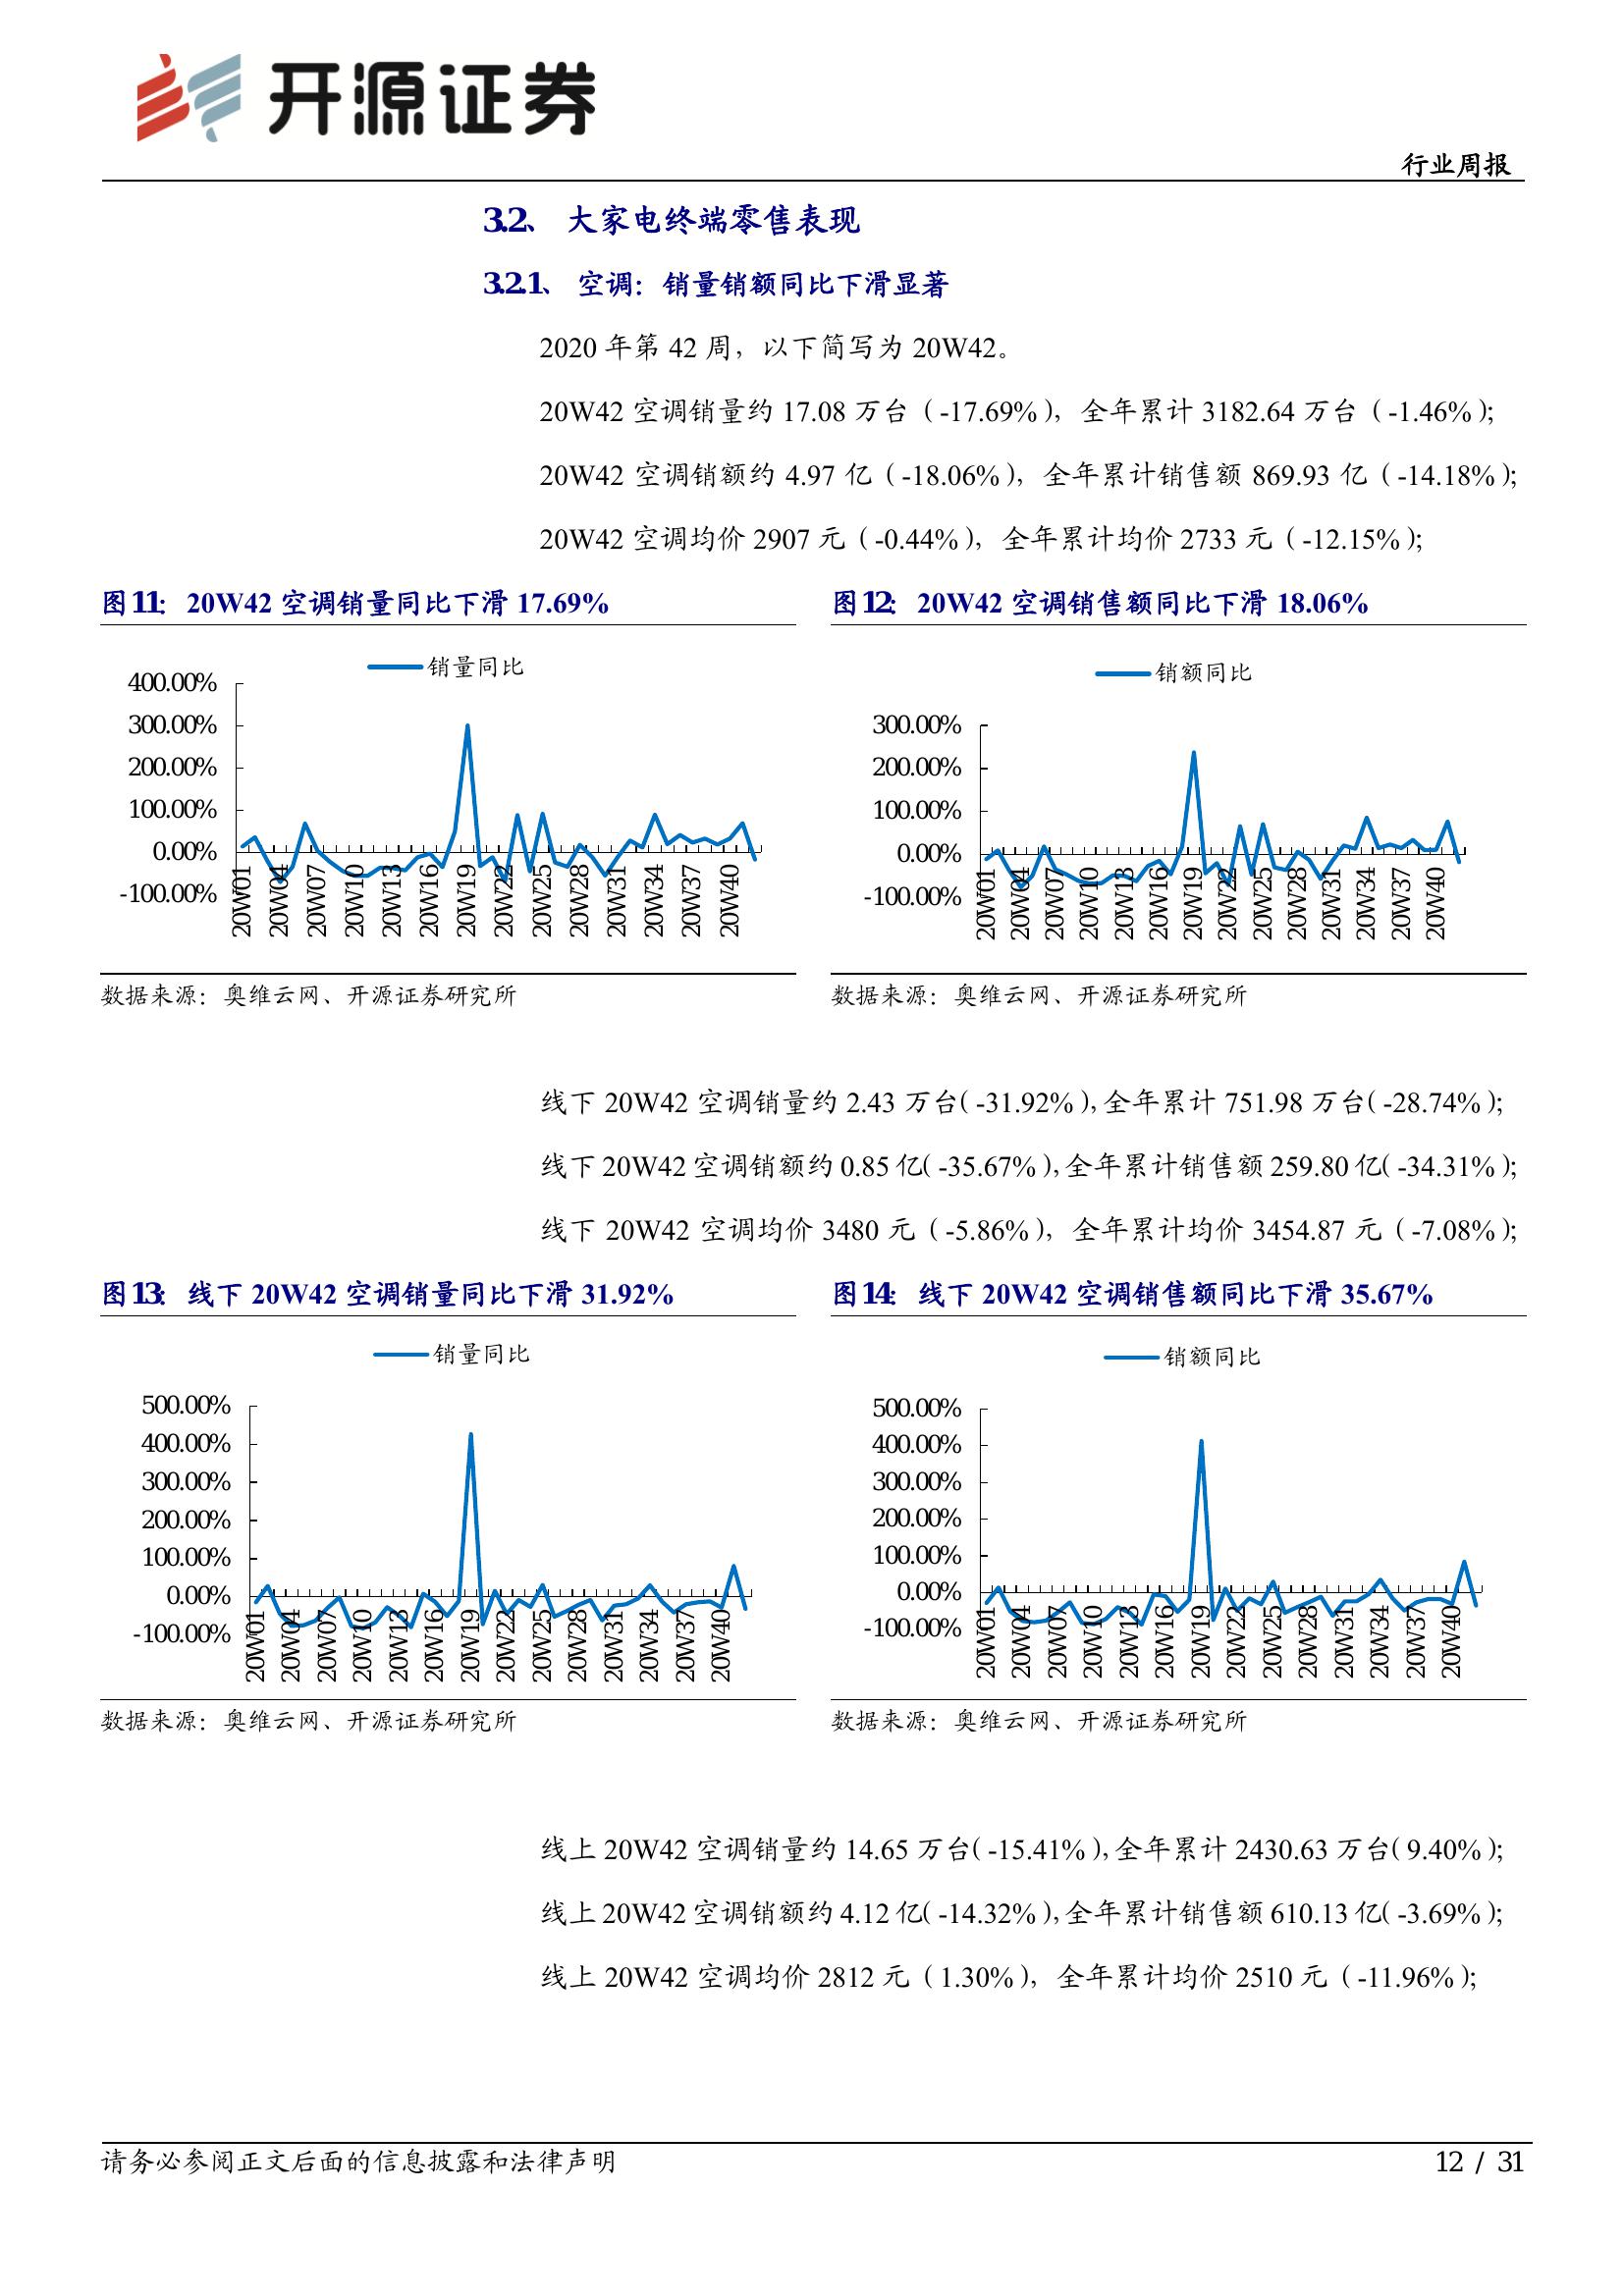 开源证券
行业周报
3.2、 大家电终端零售表现
3.2.1、 空调：销量销额同比下滑显著
2020 年第 42 周，以下简写为 20W42。
20W42 空调销量约 17.08 万台（-17.69%），全年累计 3182.64 万台（-1.46%）;
20W42 空调销额约 4.97 亿（-18.06%），全年累计销售额 869.93 亿（-14.18%）;
20W42 空调均价 2907 元（-0.44%），全年累计均价 2733 元（-12.15%）;
图11： 20W42 空调销量同比下滑 17.69%
销量同比
400.00%
300.00%
200.00%
100.00%
0.00%
-100.00%
20W01 20W04 20W07 20W10 20W13 20W16 20W19 20W22 20W25 20W28 20W31 20W34 20W37 20W40
数据来源：奥维云网、开源证券研究所
图12： 20W42 空调销售额同比下滑 18.06%
销额同比
300.00%
200.00%
100.00%
0.00%
-100.00%
20W01 20W04 20W07 20W10 20W13 20W16 20W19 20W22 20W25 20W28 20W31 20W34 20W37 20W40
数据来源：奥维云网、开源证券研究所
线下 20W42 空调销量约 2.43 万台（-31.92%），全年累计 751.98 万台（-28.74%）;
线下 20W42 空调销额约 0.85 亿（-35.67%），全年累计销售额 259.80 亿（-34.31%）;
线下 20W42 空调均价 3480 元（-5.86%），全年累计均价 3454.87 元（-7.08%）;
图13： 线下 20W42 空调销量同比下滑 31.92%
销量同比
500.00%
400.00%
300.00%
200.00%
100.00%
0.00%
-100.00%
20W01 20W04 20W07 20W10 20W13 20W16 20W19 20W22 20W25 20W28 20W31 20W34 20W37 20W40
数据来源：奥维云网、开源证券研究所
图14： 线下 20W42 空调销售额同比下滑 35.67%
销额同比
500.00%
400.00%
300.00%
200.00%
100.00%
0.00%
-100.00%
20W01 20W04 20W07 20W10 20W13 20W16 20W19 20W22 20W25 20W28 20W31 20W34 20W37 20W40
数据来源：奥维云网、开源证券研究所
线上 20W42 空调销量约 14.65 万台（-15.41%），全年累计 2430.63 万台（9.40%）;
线上 20W42 空调销额约 4.12 亿（-14.32%），全年累计销售额 610.13 亿（-3.69%）;
线上 20W42 空调均价 2812 元（1.30%），全年累计均价 2510 元（-11.96%）;
请务必参阅正文后面的信息披露和法律声明
12 / 31